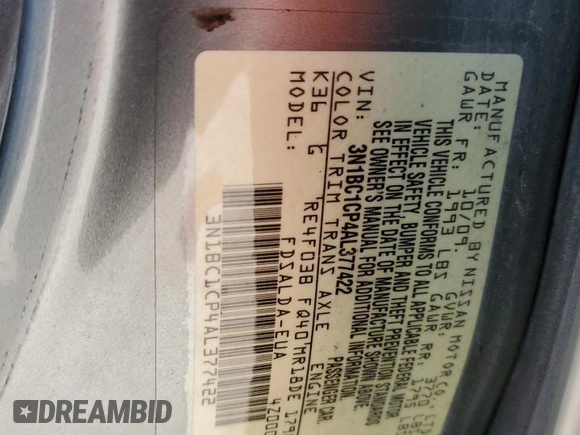 MANUFACTURED BY NISSAN MOTOR CO., LTD.
DATE: 10/09. GVWR:
GAWR FR: 1993 LBS GAWR RR: 1795
THIS VEHICLE CONFORMS TO ALL APPLICABLE FEDERAL MOTOR
VEHICLE SAFETY, BUMPER AND THEFT PREVENTION STANDARDS
IN EFFECT ON THE DATE OF MANUFACTURE SHOWN ABOVE.
SEE OWNER'S MANUAL FOR ADDITIONAL INFORMATION.
VIN: 3N1BC1CP4AL377422 PASSENGER CAR
COLOR TRIM TRANS AXLE ENGINE
K36 G RE4F03B FQ40 MR18DE 179
MODEL: FDSALDA-EUA
3N1BC1CP4AL377422
DREAMBID